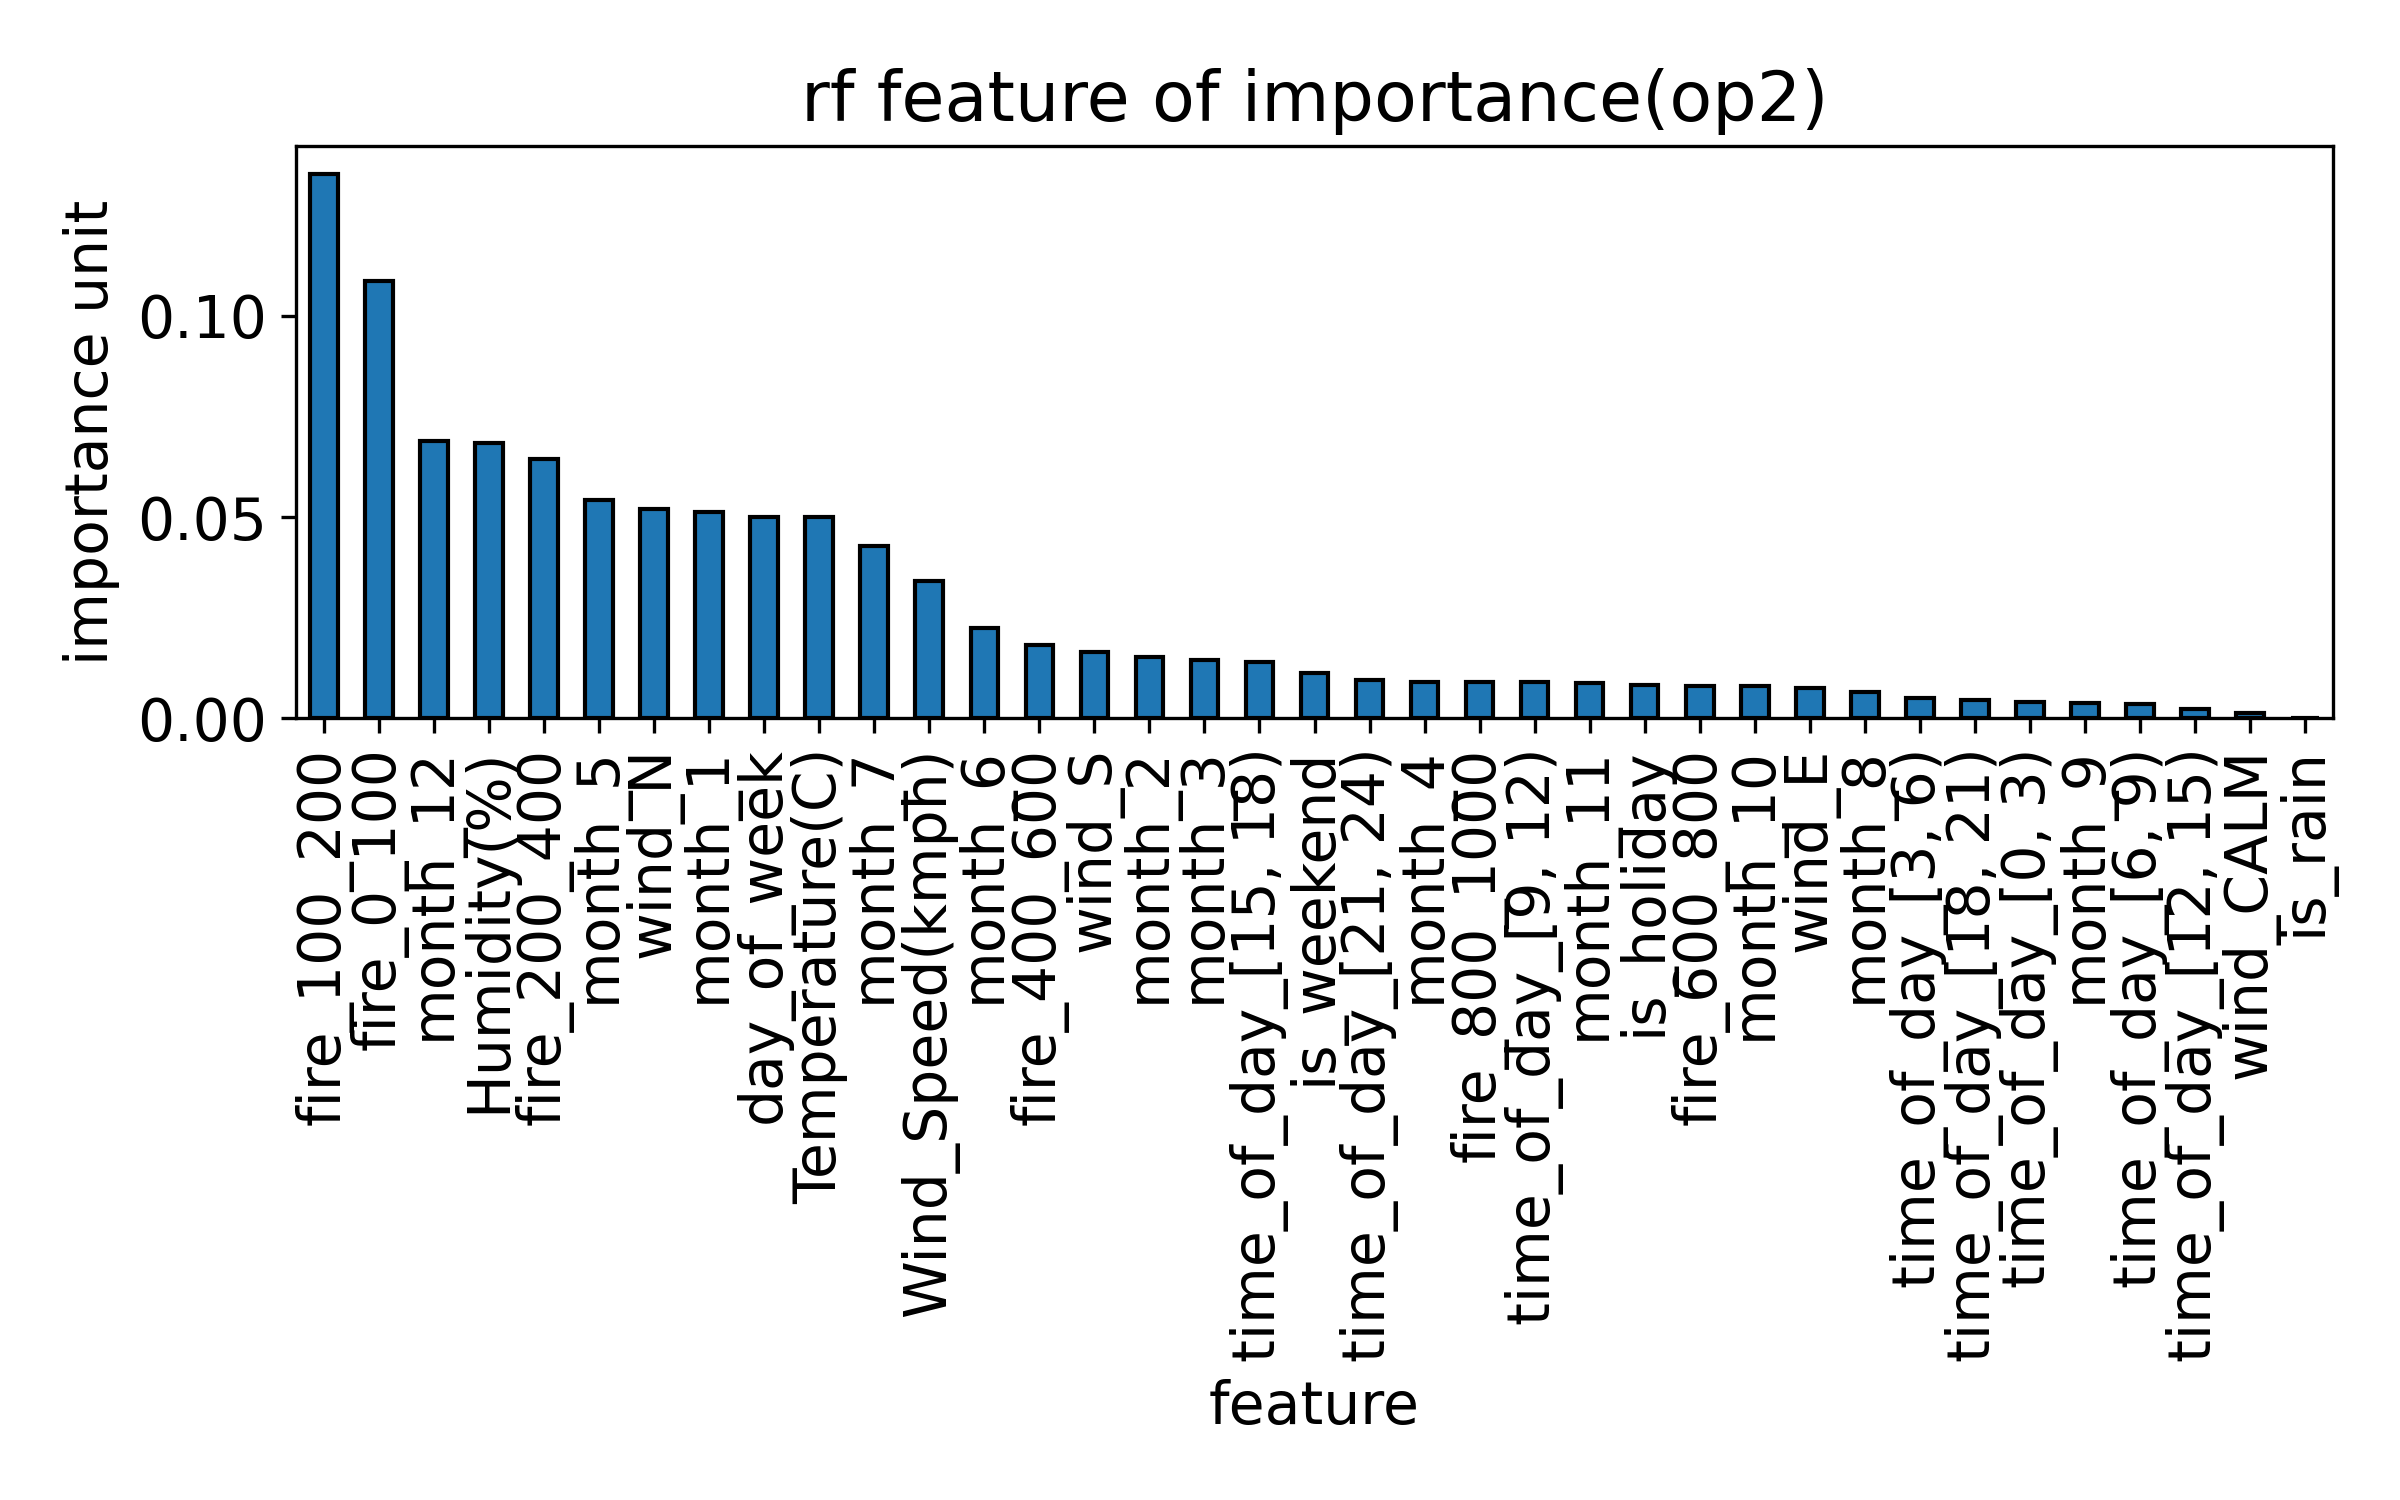 rf feature of importance(op2)
importance unit
0.10
0.05
0.00
fire_100_200
fire_0_100
month_12
Humidity(%)
fire_200_400
month_5
wind_N
month_1
day_of_week
Temperature(C)
month_7
Wind_Speed(kmph)
month_6
fire_400_600
wind_S
month_2
month_3
time_of_day_[15, 18)
is_weekend
time_of_day_[21, 24)
month_4
fire_800_1000
time_of_day_[9, 12)
month_11
is_holiday
fire_600_800
month_10
wind_E
month_8
time_of_day_[3, 6)
time_of_day_[18, 21)
time_of_day_[0, 3)
month_9
time_of_day_[6, 9)
time_of_day_[12, 15)
wind_CALM
is_rain
feature